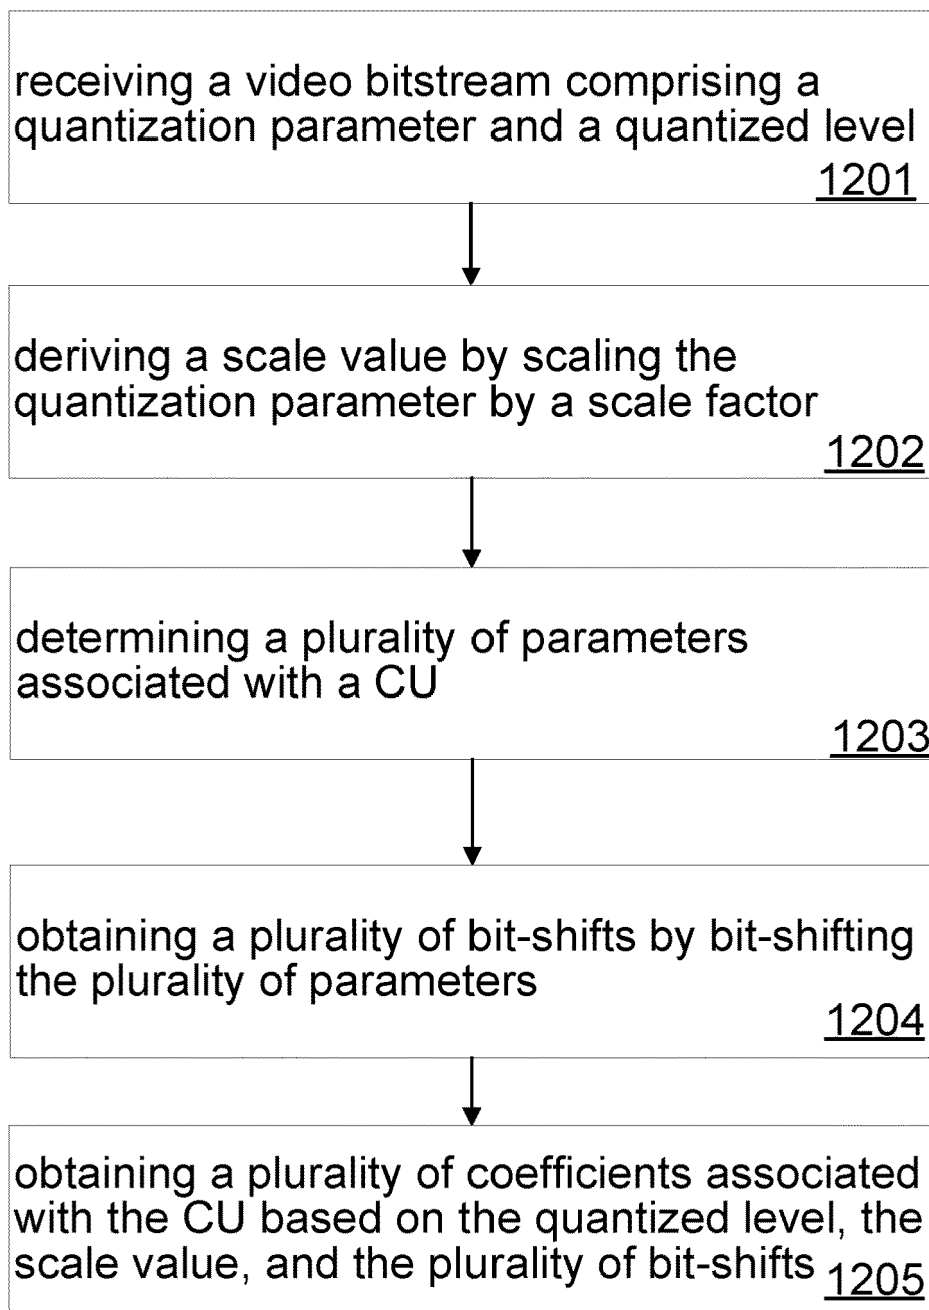 receiving a video bitstream comprising a
quantization parameter and a quantized level
1201
deriving a scale value by scaling the
quantization parameter by a scale factor
1202
determining a plurality of parameters
associated with a CU
1203
obtaining a plurality of bit-shifts by bit-shifting
the plurality of parameters
1204
obtaining a plurality of coefficients associated
with the CU based on the quantized level, the
scale value, and the plurality of bit-shifts 1205